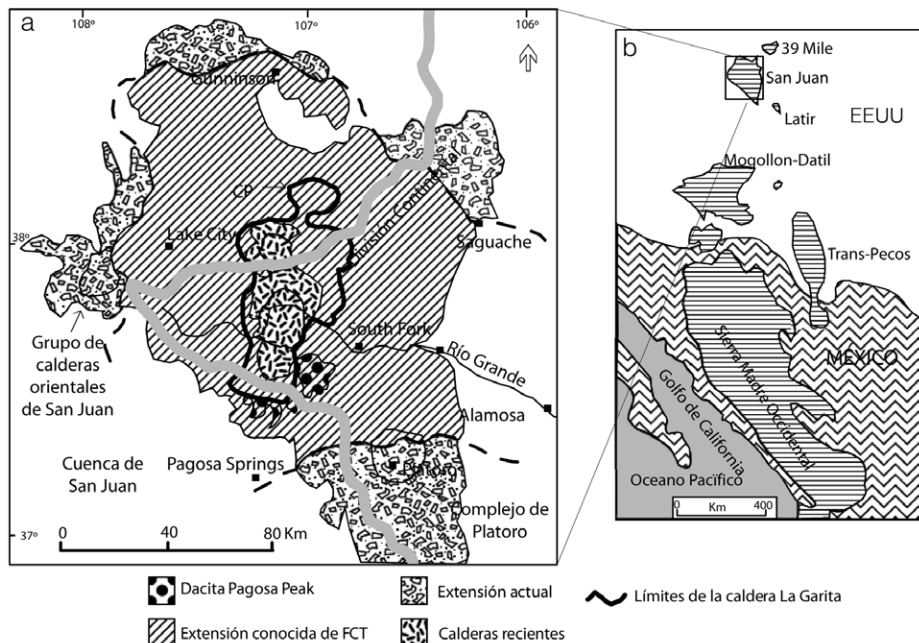 a
108º
107º
106º
Gunninson
CP
38º
Lake City
División Continental
Saguache
Grupo de
calderas
orientales
de San Juan
South Fork
Río Grande
Alamosa
Cuenca de
San Juan
Pagosa Springs
Platoro
Complejo de
Platoro
37º
0 40 80 Km
b
39 Mile
San Juan
Latir
EEUU
Mogollon-Datil
Trans-Pecos
MÉXICO
Sierra Madre Occidental
Golfo de California
Oceano Pacïfico
0 Km 400
Dacita Pagosa Peak
Extensión actual
Límites de la caldera La Garita
Extensión conocida de FCT
Calderas recientes